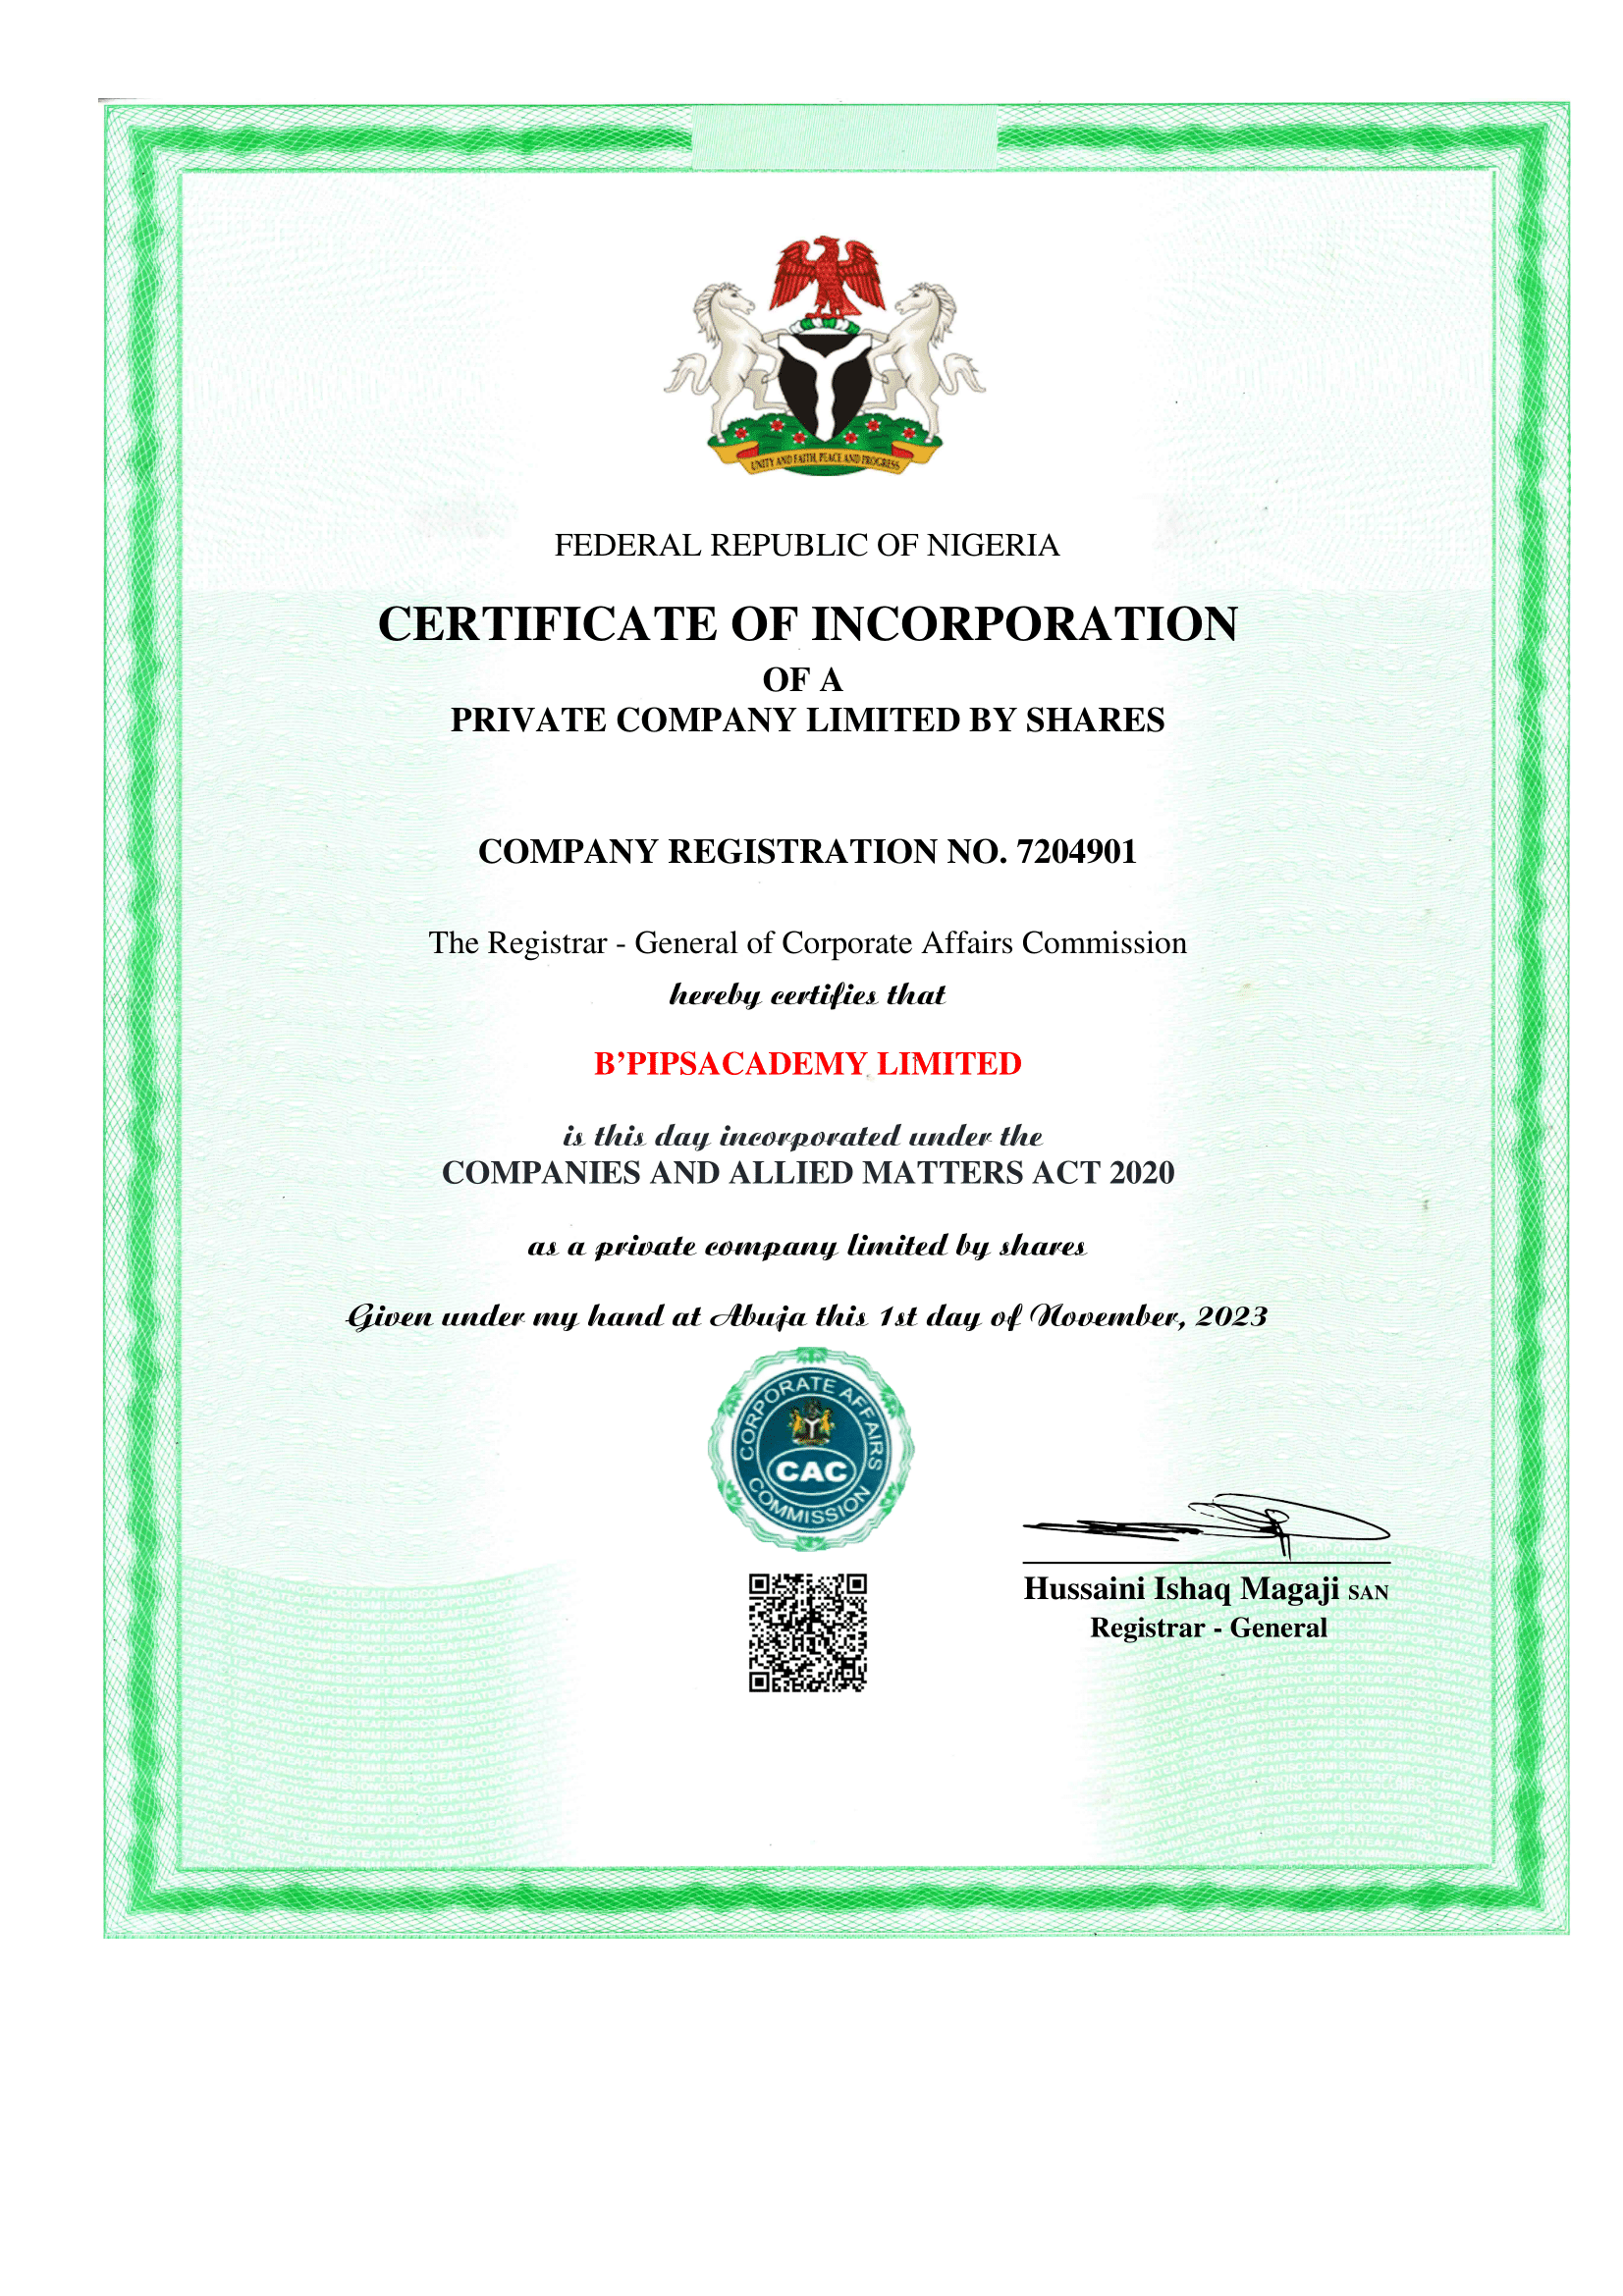 UNITY AND FAITH, PEACE AND PROGRESS
FEDERAL REPUBLIC OF NIGERIA
CERTIFICATE OF INCORPORATION
OF A
PRIVATE COMPANY LIMITED BY SHARES
COMPANY REGISTRATION NO. 7204901
The Registrar - General of Corporate Affairs Commission
hereby certifies that
B’PIPSACADEMY LIMITED
is this day incorporated under the
COMPANIES AND ALLIED MATTERS ACT 2020
as a private company limited by shares
Given under my hand at Abuja this 1st day of November, 2023
CORPORATE AFFAIRS
CAC
COMMISSION
Hussaini Ishaq Magaji SAN
Registrar - General